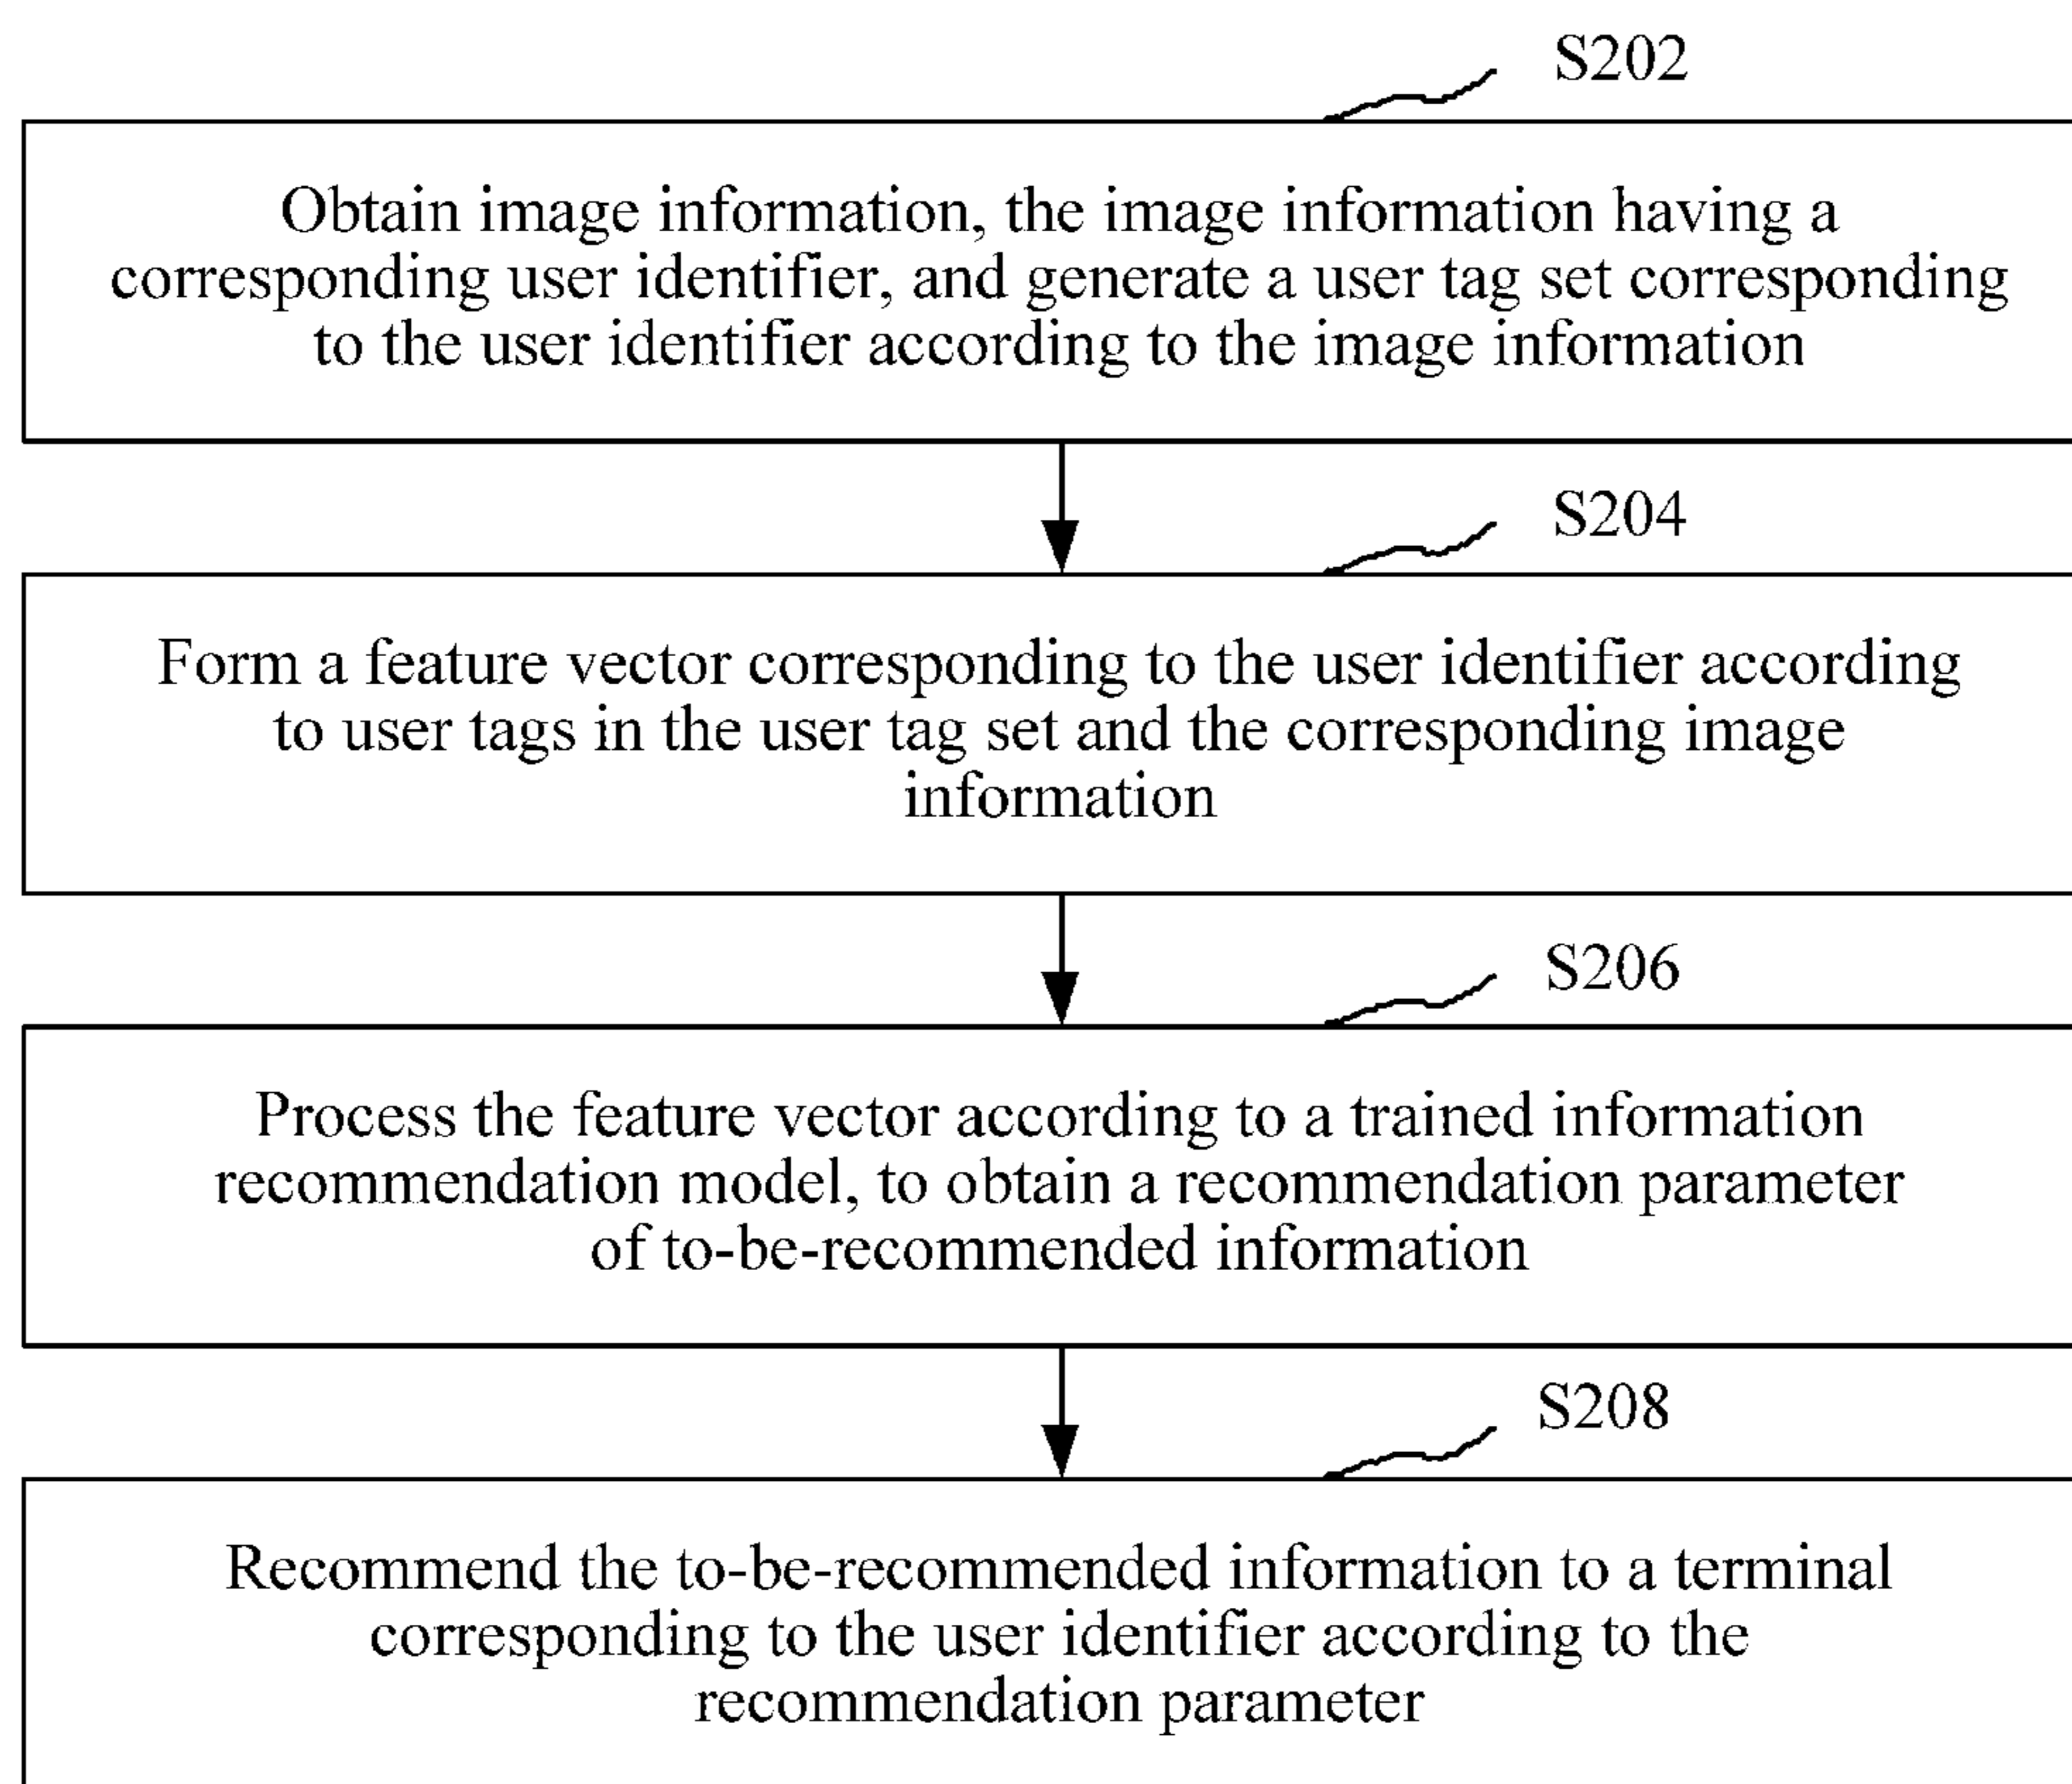 S202
Obtain image information, the image information having a
corresponding user identifier, and generate a user tag set corresponding
to the user identifier according to the image information
S204
Form a feature vector corresponding to the user identifier according
to user tags in the user tag set and the corresponding image
information
S206
Process the feature vector according to a trained information
recommendation model, to obtain a recommendation parameter
of to-be-recommended information
S208
Recommend the to-be-recommended information to a terminal
corresponding to the user identifier according to the
recommendation parameter